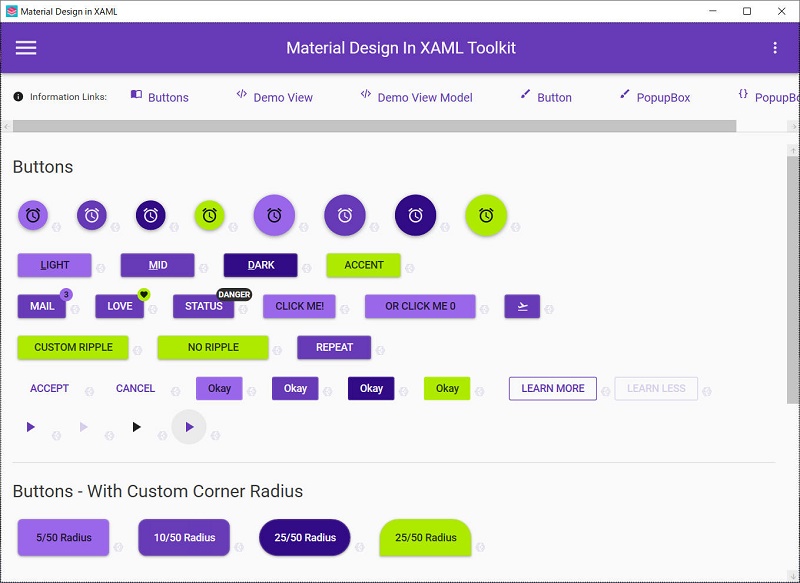 Material Design in XAML
Material Design In XAML Toolkit
Information Links: Buttons Demo View Demo View Model Button PopupBox PopupBo
Buttons
LIGHT MID DARK ACCENT
MAIL 3 LOVE STATUS DANGER CLICK ME! OR CLICK ME 0
CUSTOM RIPPLE NO RIPPLE REPEAT
ACCEPT CANCEL Okay Okay Okay Okay LEARN MORE LEARN LESS
Buttons - With Custom Corner Radius
5/50 Radius 10/50 Radius 25/50 Radius 25/50 Radius